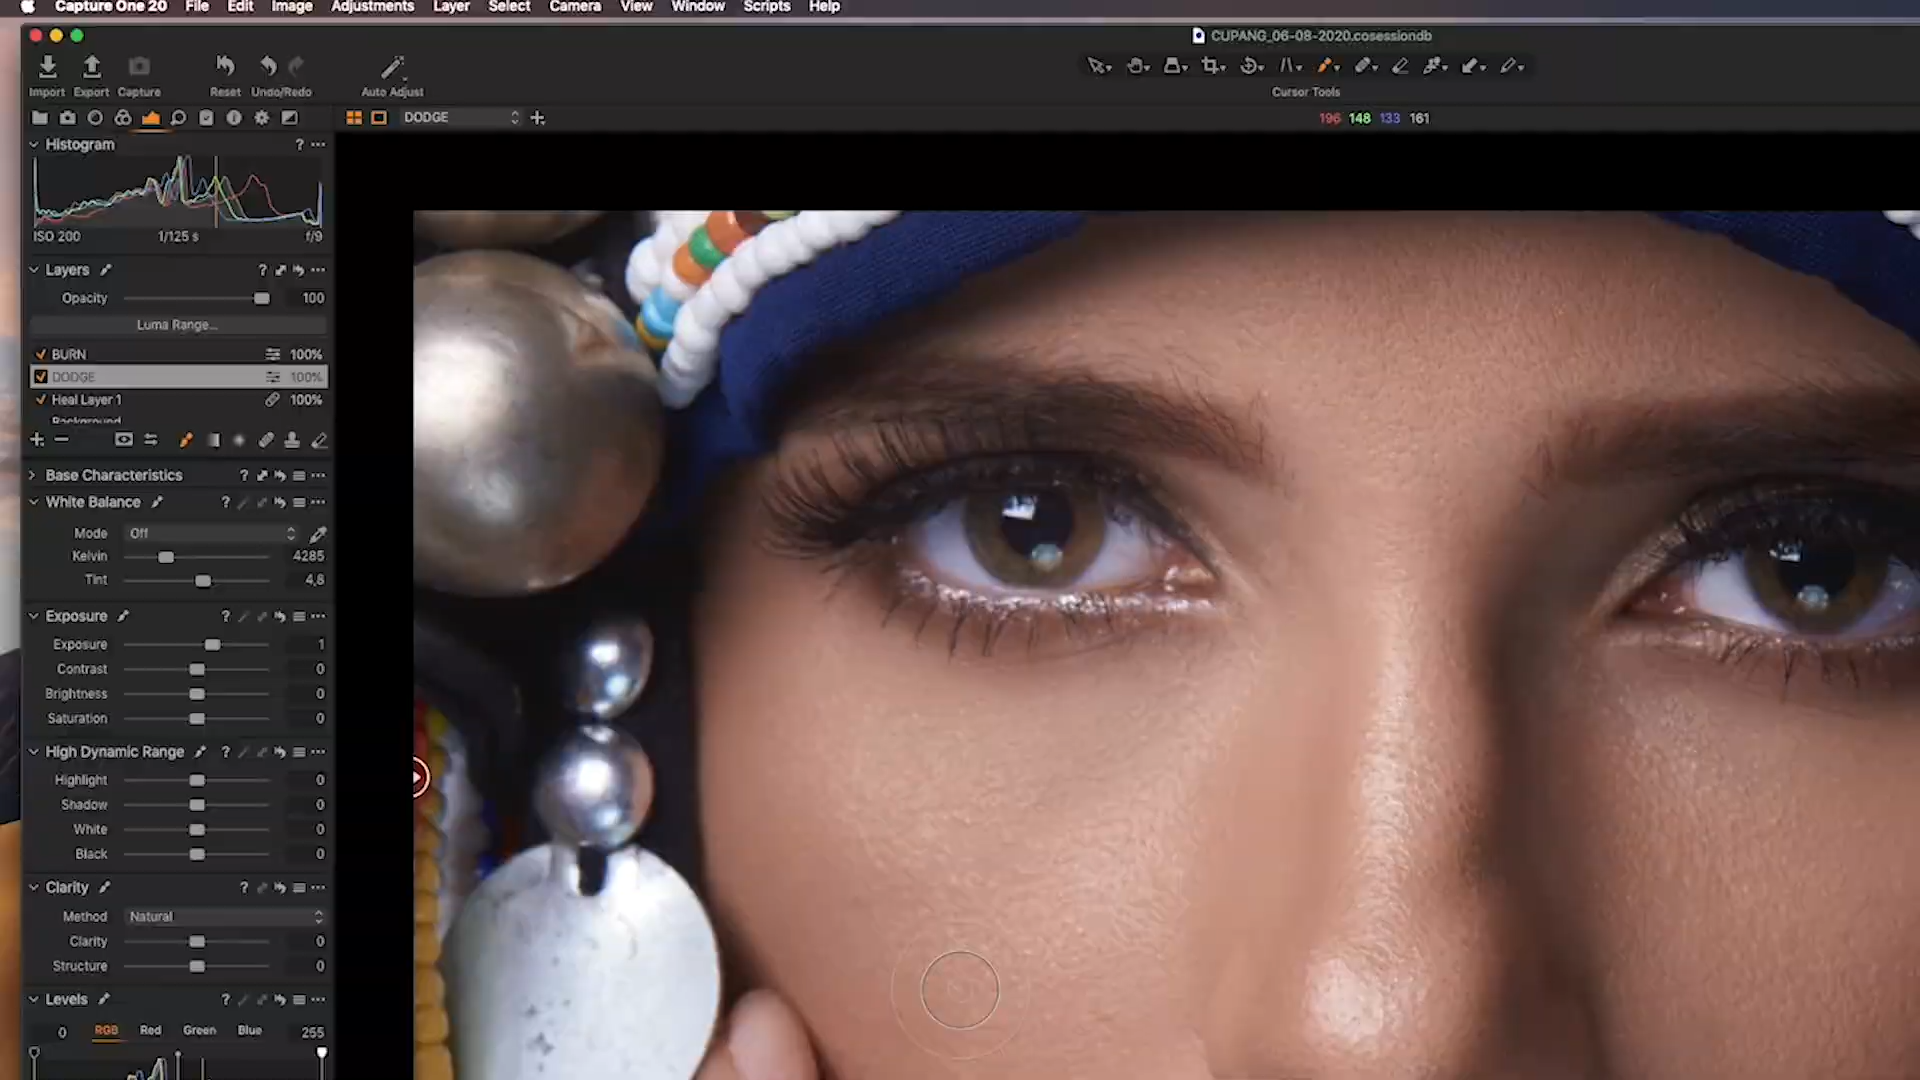 Capture One 20 File Edit Image Adjustments Layer Select Camera View Window Scripts Help
CUPANG_06-08-2020.cosessiondb
Import Export Capture Reset Undo/Redo Auto Adjust Cursor Tools
DODGE 196 148 133 161
Histogram ?
ISO 200 1/125 s f/9
Layers ?
Opacity 100
Luma Range...
BURN 100%
DODGE 100%
Heal Layer 1 100%
Background
Base Characteristics ?
White Balance ?
Mode Off
Kelvin 4285
Tint 4,8
Exposure ?
Exposure 1
Contrast 0
Brightness 0
Saturation 0
High Dynamic Range ?
Highlight 0
Shadow 0
White 0
Black 0
Clarity ?
Method Natural
Clarity 0
Structure 0
Levels ?
0 RGB Red Green Blue 255